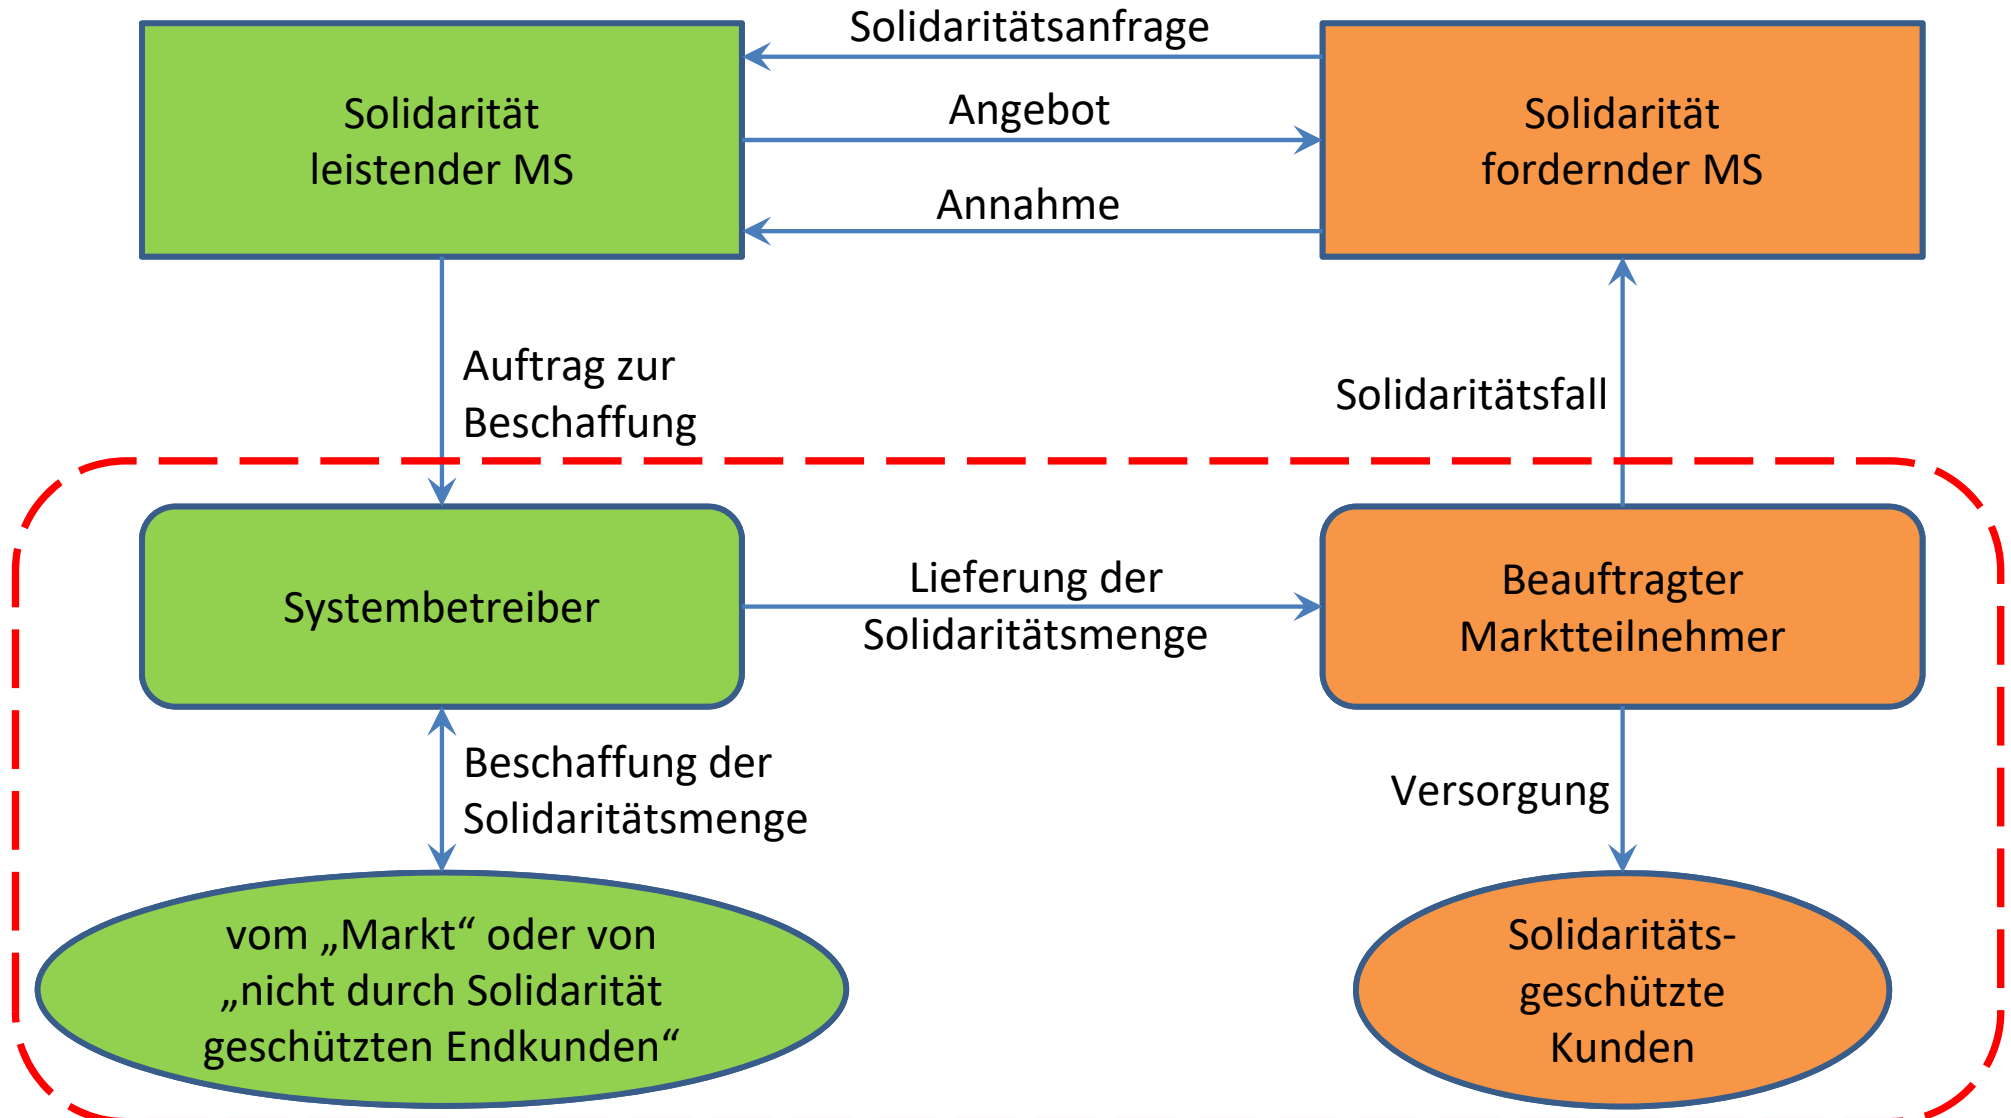 Solidaritätsanfrage
Solidarität
leistender MS
Angebot
Solidarität
fordernder MS
Annahme
Auftrag zur
Beschaffung
Solidaritätsfall
Systembetreiber
Lieferung der
Solidaritätsmenge
Beauftragter
Marktteilnehmer
Beschaffung der
Solidaritätsmenge
Versorgung
vom „Markt“ oder von
„nicht durch Solidarität
geschützten Endkunden“
Solidaritäts-
geschützte
Kunden